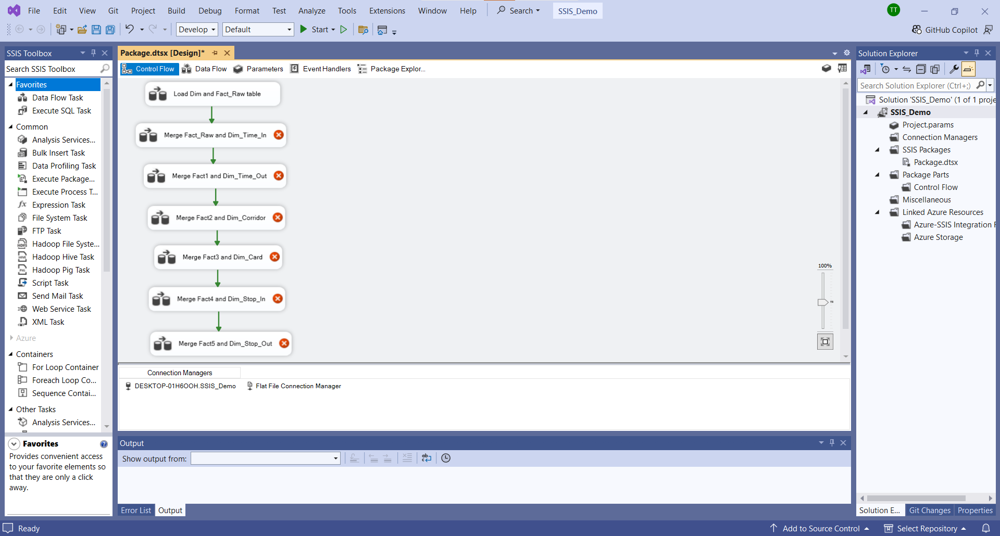 File Edit View Git Project Build Debug Format Test Analyze Tools Extensions Window Help Search SSIS_Demo TT
Develop Default Start GitHub Copilot
SSIS Toolbox
Search SSIS Toolbox
Favorites
Data Flow Task
Execute SQL Task
Common
Analysis Services...
Bulk Insert Task
Data Profiling Task
Execute Package...
Execute Process T...
Expression Task
File System Task
FTP Task
Hadoop File Syste...
Hadoop Hive Task
Hadoop Pig Task
Script Task
Send Mail Task
Web Service Task
XML Task
Azure
Containers
For Loop Container
Foreach Loop Co...
Sequence Contai...
Other Tasks
Analysis Services...
Favorites
Provides convenient access
to your favorite elements so
that they are only a click
away.
Package.dtsx [Design]*
Control Flow Data Flow Parameters Event Handlers Package Explor...
Load Dim and Fact_Raw table
Merge Fact_Raw and Dim_Time_In
Merge Fact1 and Dim_Time_Out
Merge Fact2 and Dim_Corridor
Merge Fact3 and Dim_Card
Merge Fact4 and Dim_Stop_In
Merge Fact5 and Dim_Stop_Out
100%
Connection Managers
DESKTOP-01H6OOH.SSIS_Demo Flat File Connection Manager
Output
Show output from:
Error List Output
Solution Explorer
Search Solution Explorer (Ctrl+;)
Solution 'SSIS_Demo' (1 of 1 proje
SSIS_Demo
Project.params
Connection Managers
SSIS Packages
Package.dtsx
Package Parts
Control Flow
Miscellaneous
Linked Azure Resources
Azure-SSIS Integration R
Azure Storage
Solution E... Git Changes Properties
Ready Add to Source Control Select Repository